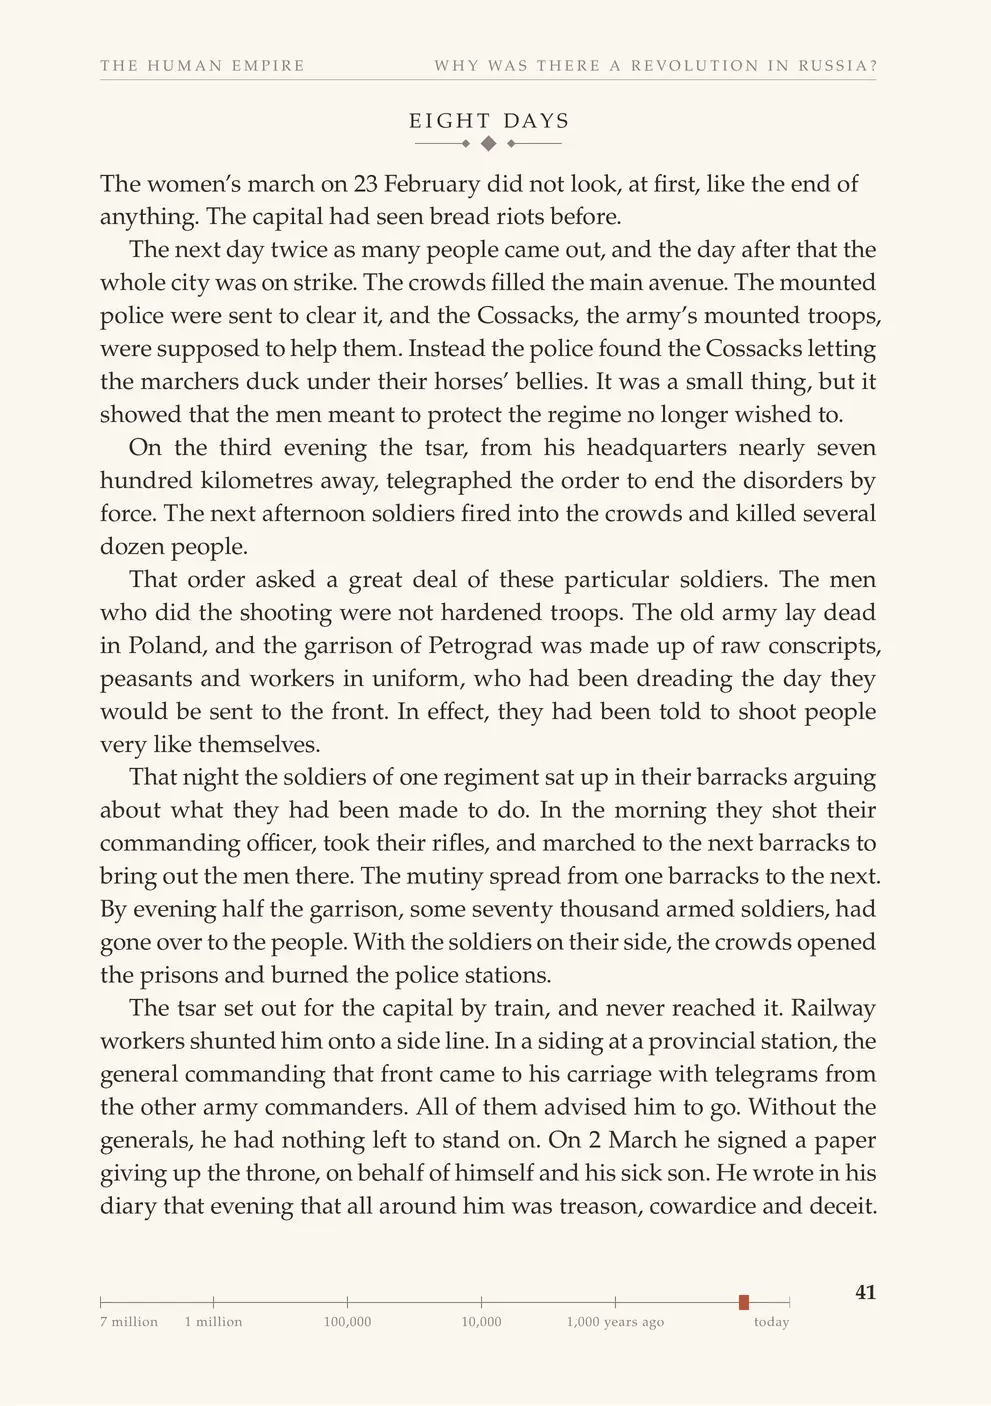 THE HUMAN EMPIRE
WHY WAS THERE A REVOLUTION IN RUSSIA?
EIGHT DAYS
The women’s march on 23 February did not look, at first, like the end of
anything. The capital had seen bread riots before.
The next day twice as many people came out, and the day after that the
whole city was on strike. The crowds filled the main avenue. The mounted
police were sent to clear it, and the Cossacks, the army’s mounted troops,
were supposed to help them. Instead the police found the Cossacks letting
the marchers duck under their horses’ bellies. It was a small thing, but it
showed that the men meant to protect the regime no longer wished to.
On the third evening the tsar, from his headquarters nearly seven
hundred kilometres away, telegraphed the order to end the disorders by
force. The next afternoon soldiers fired into the crowds and killed several
dozen people.
That order asked a great deal of these particular soldiers. The men
who did the shooting were not hardened troops. The old army lay dead
in Poland, and the garrison of Petrograd was made up of raw conscripts,
peasants and workers in uniform, who had been dreading the day they
would be sent to the front. In effect, they had been told to shoot people
very like themselves.
That night the soldiers of one regiment sat up in their barracks arguing
about what they had been made to do. In the morning they shot their
commanding officer, took their rifles, and marched to the next barracks to
bring out the men there. The mutiny spread from one barracks to the next.
By evening half the garrison, some seventy thousand armed soldiers, had
gone over to the people. With the soldiers on their side, the crowds opened
the prisons and burned the police stations.
The tsar set out for the capital by train, and never reached it. Railway
workers shunted him onto a side line. In a siding at a provincial station, the
general commanding that front came to his carriage with telegrams from
the other army commanders. All of them advised him to go. Without the
generals, he had nothing left to stand on. On 2 March he signed a paper
giving up the throne, on behalf of himself and his sick son. He wrote in his
diary that evening that all around him was treason, cowardice and deceit.
41
7 million
1 million
100,000
10,000
1,000 years ago
today